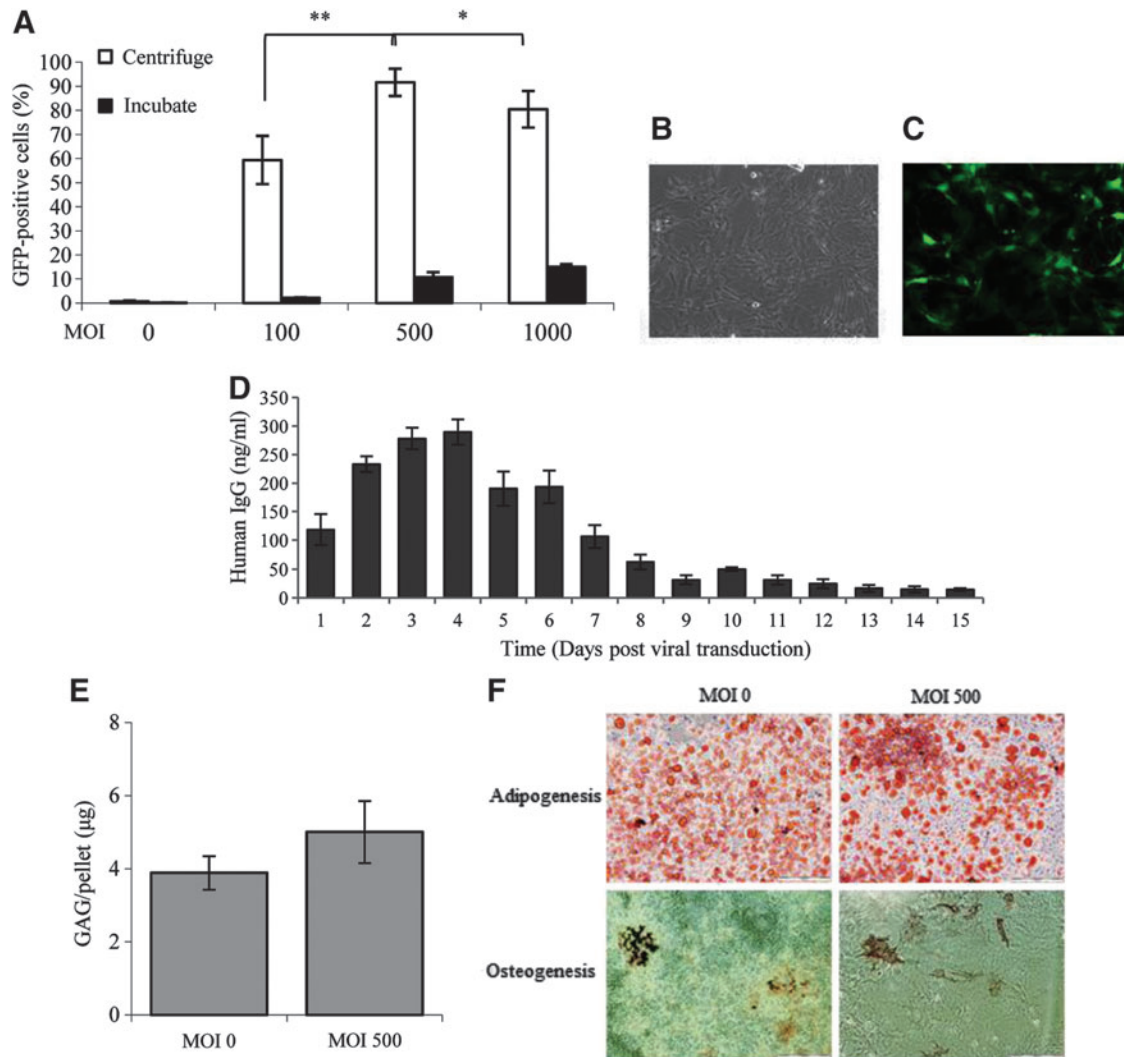 A
** *
Centrifuge
Incubate
GFP-positive cells (%)
100
90
80
70
60
50
40
30
20
10
0
MOI 0 100 500 1000
B
C
D
Human IgG (ng/ml)
350
300
250
200
150
100
50
0
1 2 3 4 5 6 7 8 9 10 11 12 13 14 15
Time (Days post viral transduction)
E
GAG/pellet (µg)
8
6
4
2
0
MOI 0 MOI 500
F
MOI 0 MOI 500
Adipogenesis
Osteogenesis